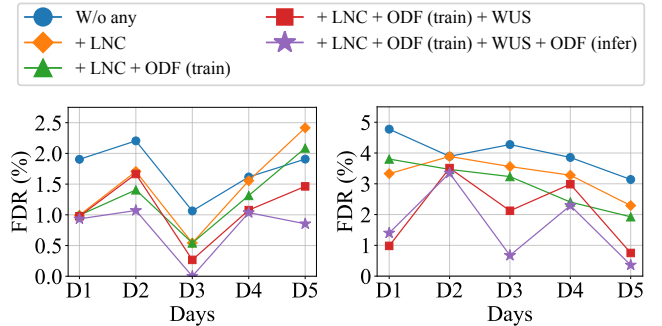 W/o any
+ LNC
+ LNC + ODF (train)
+ LNC + ODF (train) + WUS
+ LNC + ODF (train) + WUS + ODF (infer)
FDR (%)
2.5
2.0
1.5
1.0
0.5
0.0
D1 D2 D3 D4 D5
Days
FDR (%)
5
4
3
2
1
0
D1 D2 D3 D4 D5
Days